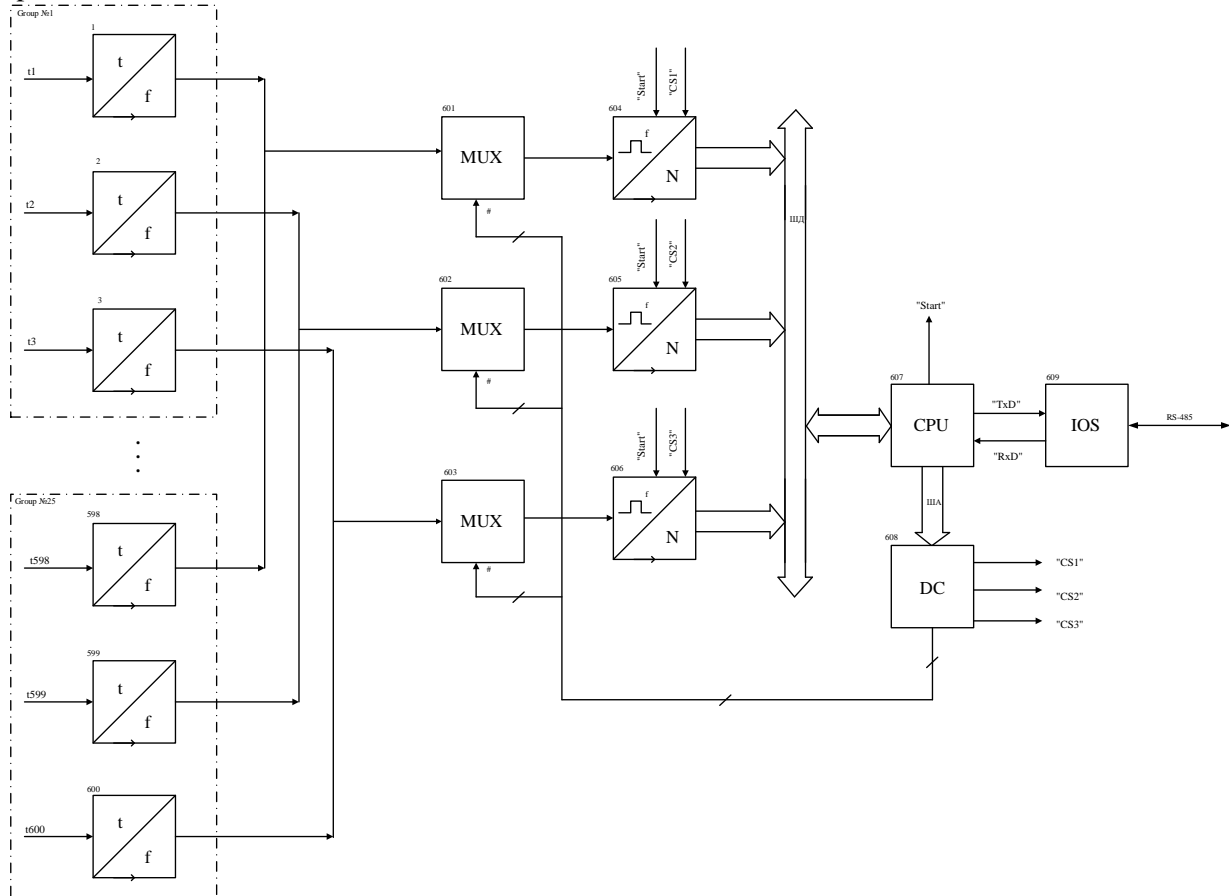 Group №1
1
t
f
t1
2
t
f
t2
3
t
f
t3
Group №25
598
t
f
t598
599
t
f
t599
600
t
f
t600
601
MUX
#
602
MUX
#
603
MUX
#
"Start"
"CS1"
604
f
N
"Start"
"CS2"
605
f
N
"Start"
"CS3"
606
f
N
ШД
"Start"
607
CPU
"TxD"
"RxD"
609
IOS
RS-485
ША
608
DC
"CS1"
"CS2"
"CS3"